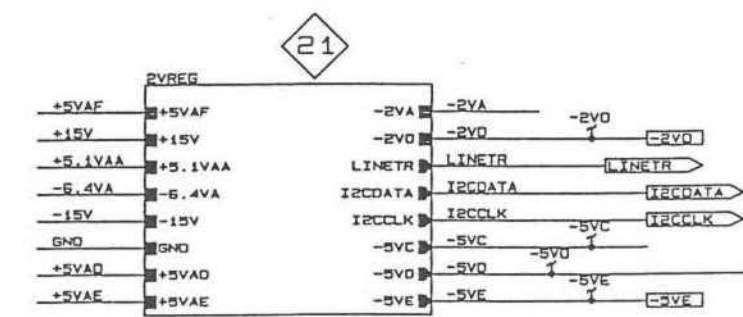 21
2VREG
+5VAF +5VAF -2VA -2VA
-2VD
+15V +15V -2VD -2VD -2VD
+5.1VAA +5.1VAA LINETR LINETR LINETR
-6.4VA -6.4VA I2CDATA I2CDATA I2CDATA
-15V -15V I2CCLK I2CCLK I2CCLK
-5VC
GND GND -5VC -5VC
-5VD
+5VAD +5VAD -5VD -5VD
-5VE
+5VAE +5VAE -5VE -5VE -5VE